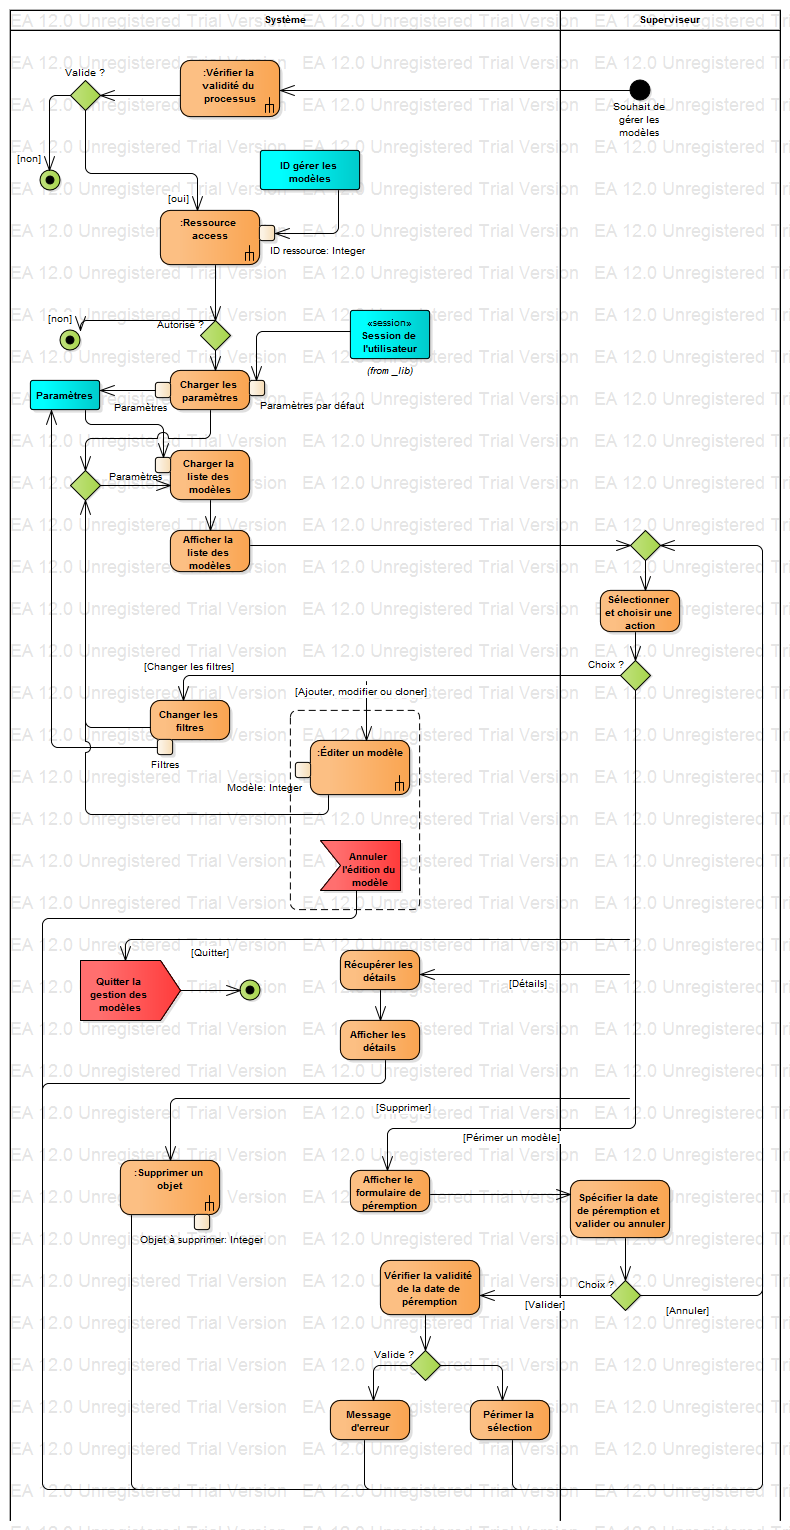 Système
Superviseur
EA 12.0 Unregistered Trial Version
Valide ?
:Vérifier la
validité du
processus
Souhait de
gérer les
modèles
[non]
[oui]
ID gérer les
modèles
:Ressource
access
ID ressource: Integer
[non]
Autorisé ?
«session»
Session de
l'utilisateur
(from _lib)
Paramètres
Charger les
paramètres
Paramètres
Paramètres par défaut
Paramètres
Charger la
liste des
modèles
Afficher la
liste des
modèles
Sélectionner
et choisir une
action
Choix ?
[Changer les filtres]
[Ajouter, modifier ou cloner]
Changer les
filtres
Filtres
:Éditer un modèle
Modèle: Integer
Annuler
l'édition du
modèle
[Quitter]
Quitter la
gestion des
modèles
Récupérer les
détails
[Détails]
Afficher les
détails
[Supprimer]
[Périmer un modèle]
:Supprimer un
objet
Objet à supprimer: Integer
Afficher le
formulaire de
péremption
Spécifier la date
de péremption et
valider ou annuler
Choix ?
[Valider]
[Annuler]
Vérifier la validité
de la date de
péremption
Valide ?
Message
d'erreur
Périmer la
sélection